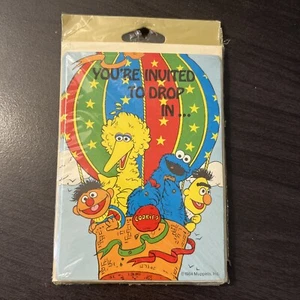 YOU'RE INVITED
TO DROP
IN ...
COOKIES